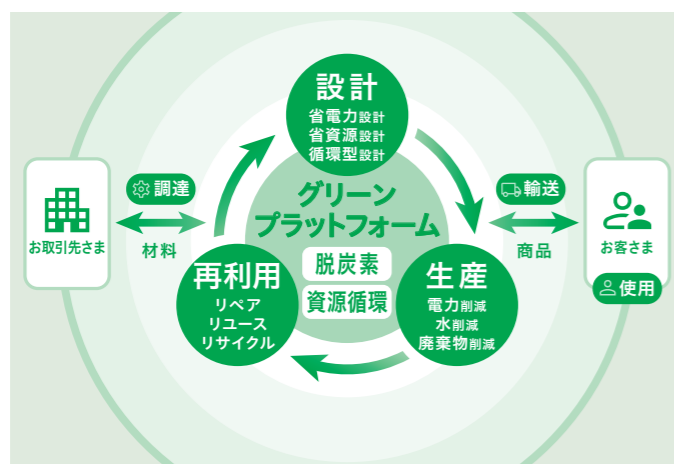 設計
省電力設計
省資源設計
循環型設計
グリーン
プラットフォーム
脱炭素
資源循環
お取引先さま
調達
材料
輸送
商品
お客さま
使用
再利用
リペア
リユース
リサイクル
生産
電力削減
水削減
廃棄物削減